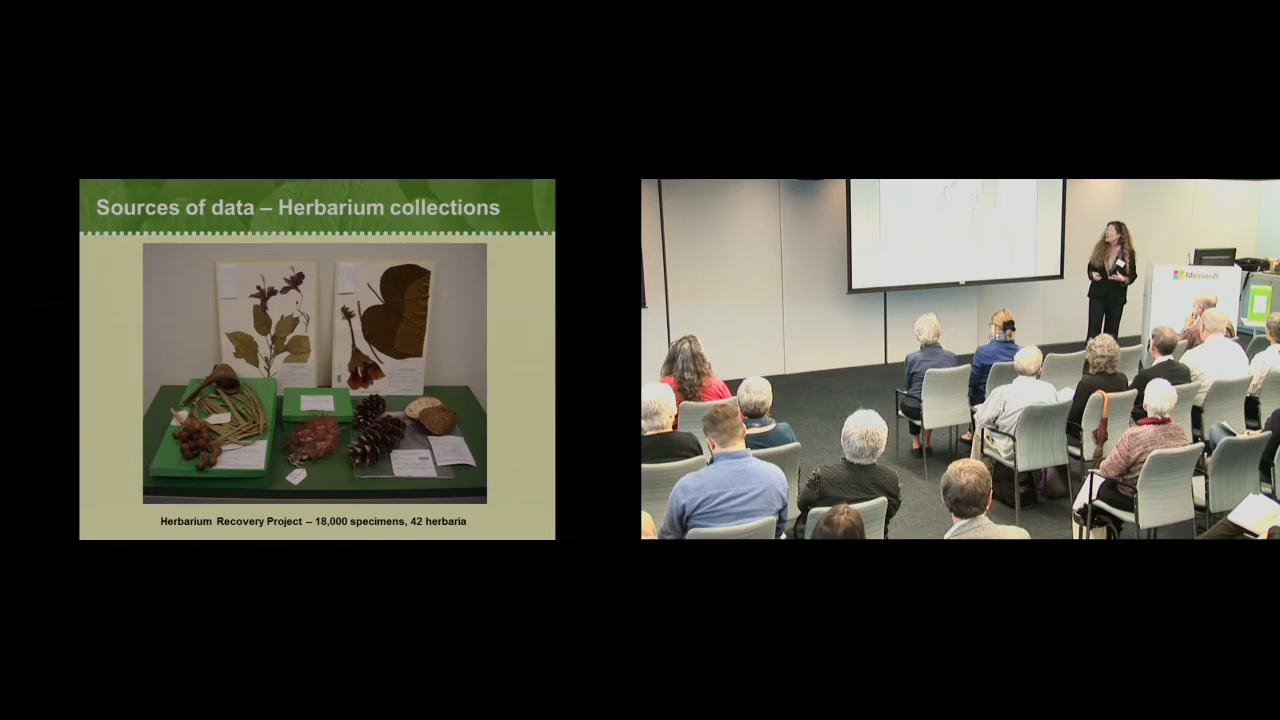 Sources of data – Herbarium collections
Herbarium Recovery Project – 18,000 specimens, 42 herbaria
Microsoft